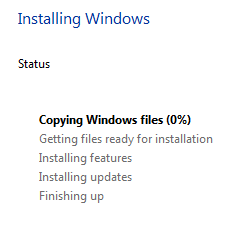 Installing Windows
Status
Copying Windows files (0%)
Getting files ready for installation
Installing features
Installing updates
Finishing up